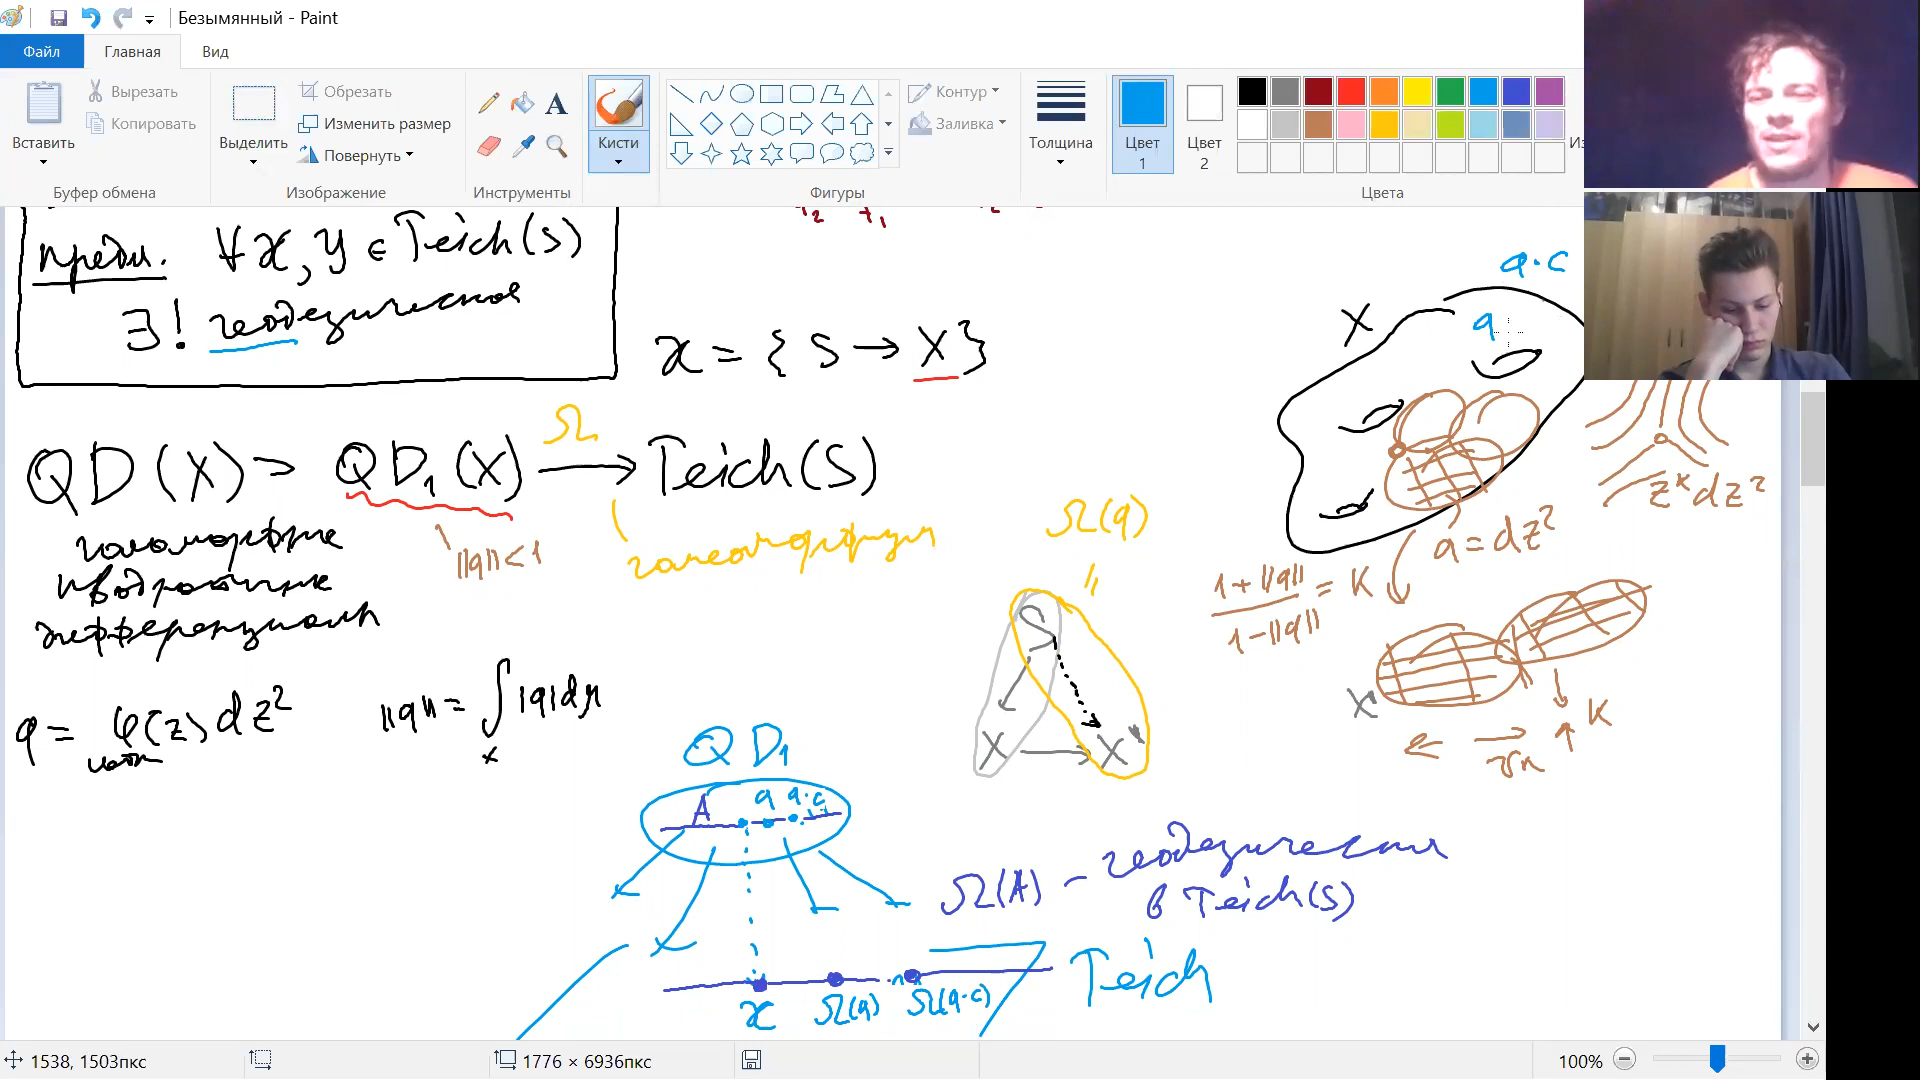 Безымянный - Paint
Файл
Главная
Вид
Вставить
Вырезать
Копировать
Буфер обмена
Выделить
Обрезать
Изменить размер
Повернуть
Изображение
Инструменты
Кисти
Фигуры
Контур
Заливка
Толщина
Цвет 1
Цвет 2
Цвета
предл. ∀x, y ∈ Teich(S)
∃! геодезическая
x = { S → X }
X
q
q·c
QD(X) ⊃ QD₁(X) → Teich(S)
Ω
голоморфные
квадратичные
дифференциалы
||q|| < 1
гомеоморфизм
Ω(q)
"
S
X → X'
q = φ(z)dz²
||q|| = ∫ |q|dμ
X
z^k dz²
q = dz²
1+||q|| / 1-||q|| = K
X'
K
QD₁
A q q·c
Ω(A) - геодезическая
в Teich(S)
Teich
x Ω(q) Ω(q·c)
1538, 1503пкс
1776 × 6936пкс
100%